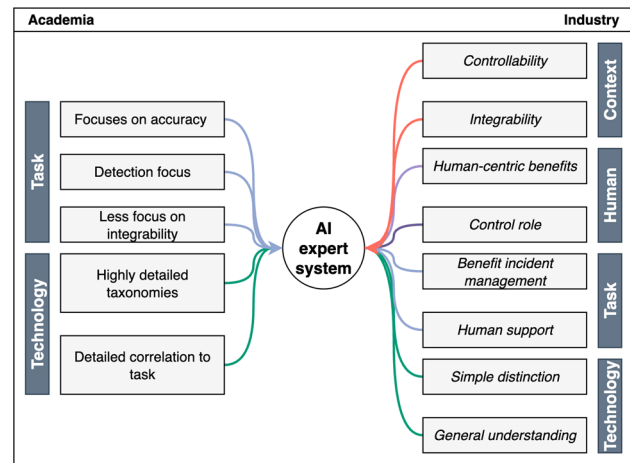 Academia
Industry
Task
Focuses on accuracy
Detection focus
Less focus on
integrability
Technology
Highly detailed
taxonomies
Detailed correlation to
task
AI
expert
system
Controllability
Integrability
Context
Human-centric benefits
Control role
Human
Benefit incident
management
Human support
Task
Simple distinction
General understanding
Technology